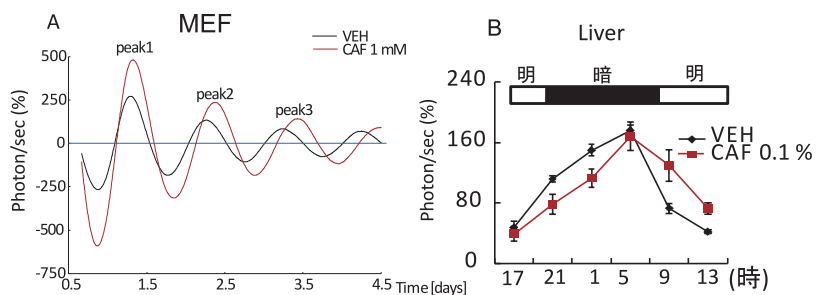 A
MEF
VEH
CAF 1 mM
peak1
peak2
peak3
Photon/sec (%)
500
250
0
-250
-500
-750
0.5
1.5
2.5
3.5
4.5
Time [days]
B
Liver
明
暗
明
VEH
CAF 0.1 %
Photon/sec (%)
240
160
80
0
17
21
1
5
9
13
(時)